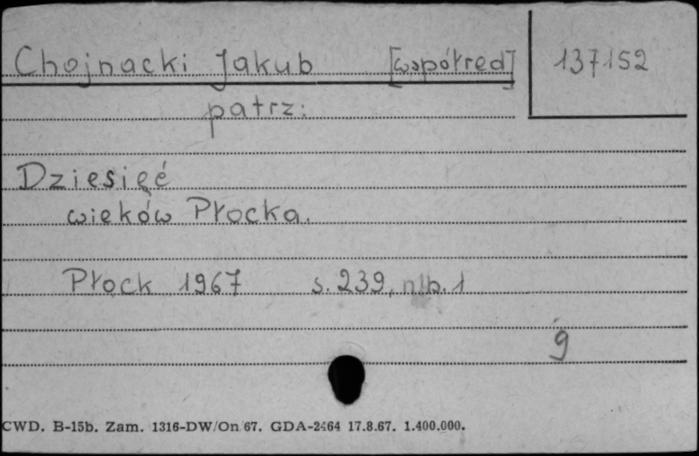 Chojnacki Jakub [współred] 137152
patrz:
Dziesięć
wieków Płocka.
Płock 1967 s. 239, nlb. 1
g
CWD. B-15b. Zam. 1316-DW/On 67. GDA-2464 17.8.67. 1.400.000.